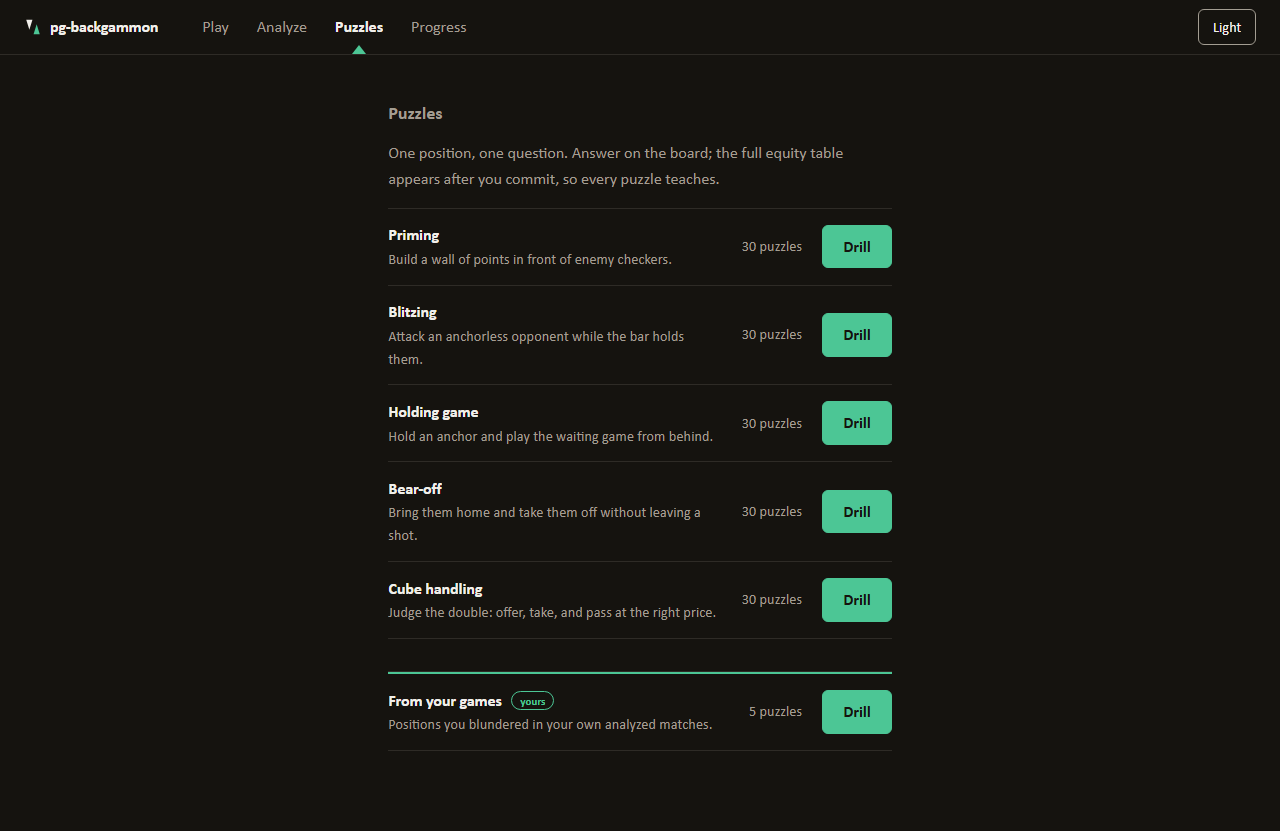 pg-backgammon Play Analyze Puzzles Progress Light
Puzzles
One position, one question. Answer on the board; the full equity table
appears after you commit, so every puzzle teaches.
Priming
Build a wall of points in front of enemy checkers.
30 puzzles
Drill
Blitzing
Attack an anchorless opponent while the bar holds
them.
30 puzzles
Drill
Holding game
Hold an anchor and play the waiting game from behind.
30 puzzles
Drill
Bear-off
Bring them home and take them off without leaving a
shot.
30 puzzles
Drill
Cube handling
Judge the double: offer, take, and pass at the right price.
30 puzzles
Drill
From your games yours
Positions you blundered in your own analyzed matches.
5 puzzles
Drill